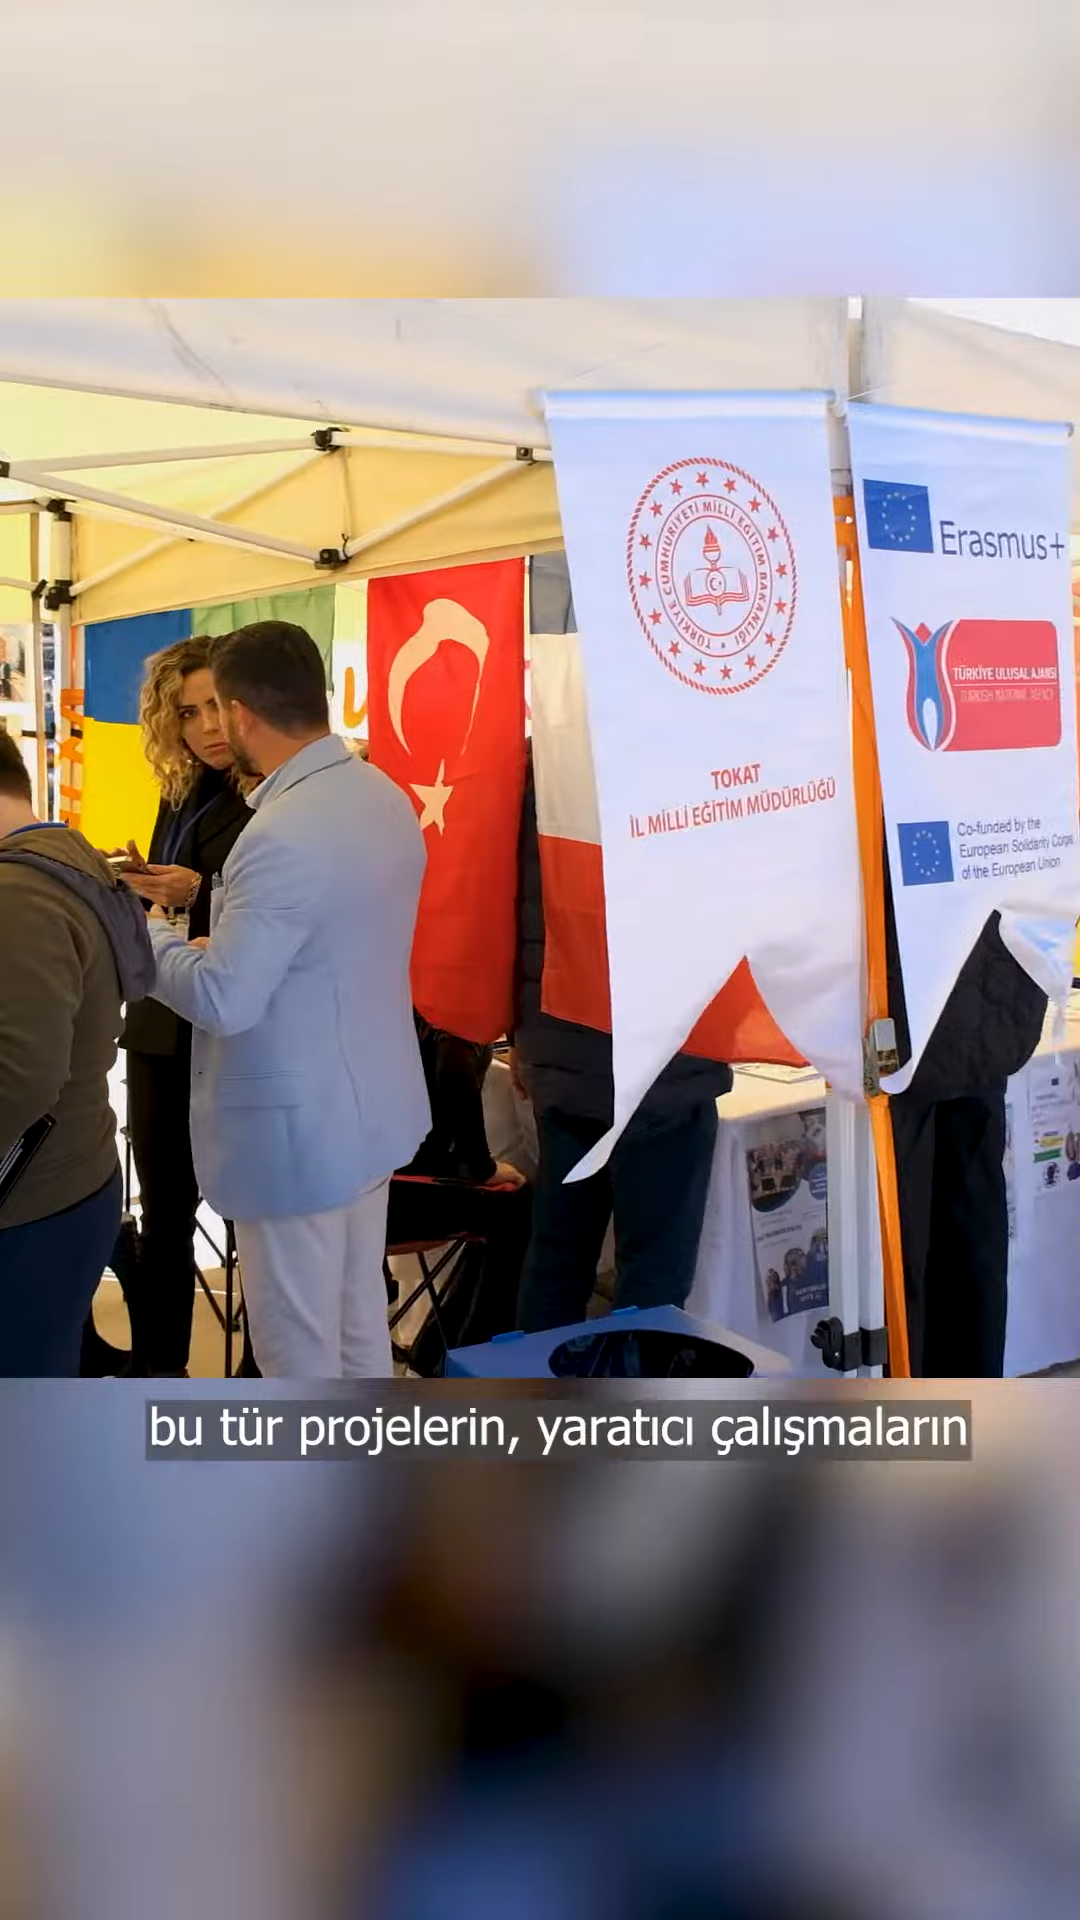 TÜRKİYE CUMHURİYETİ MİLLÎ EĞİTİM BAKANLIĞI
TOKAT
İL MİLLİ EĞİTİM MÜDÜRLÜĞÜ
Erasmus+
TÜRKİYE ULUSAL AJANSI
TURKISH NATIONAL AGENCY
Co-funded by the
European Solidarity Corps
of the European Union
bu tür projelerin, yaratıcı çalışmaların